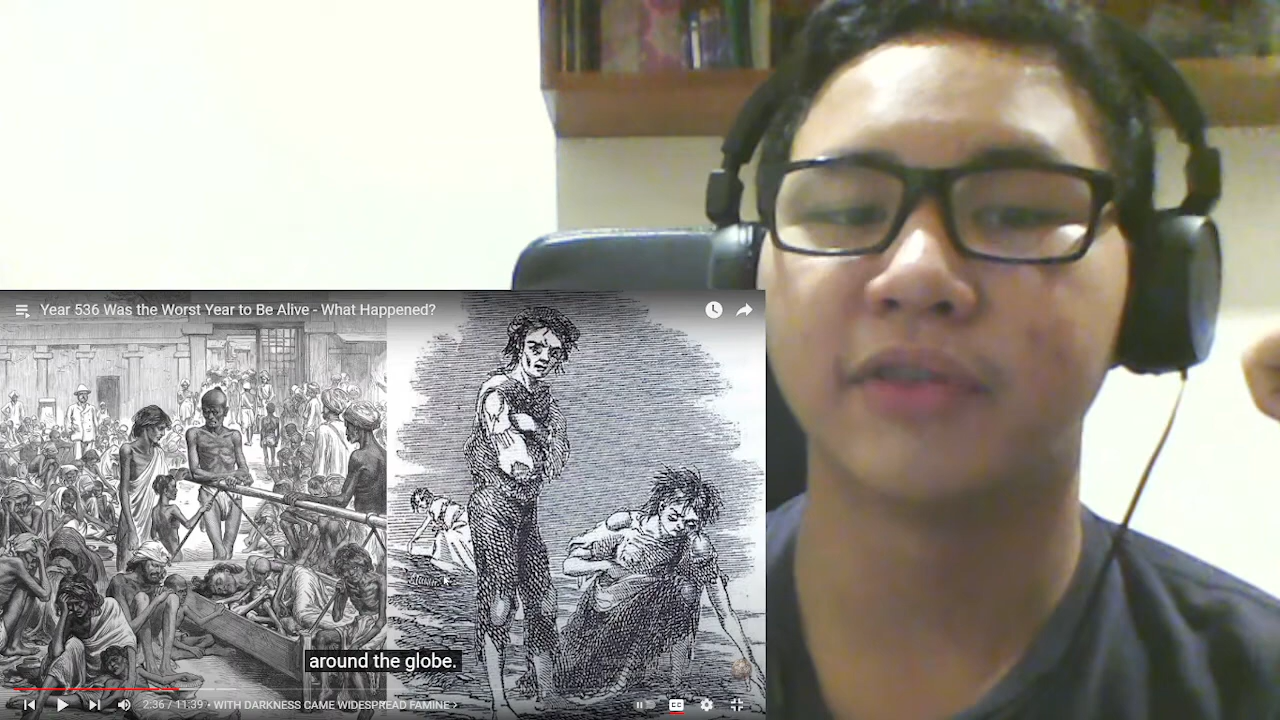 Year 536 Was the Worst Year to Be Alive - What Happened?
around the globe.
2:36 / 11:39 • WITH DARKNESS CAME WIDESPREAD FAMINE >
CC